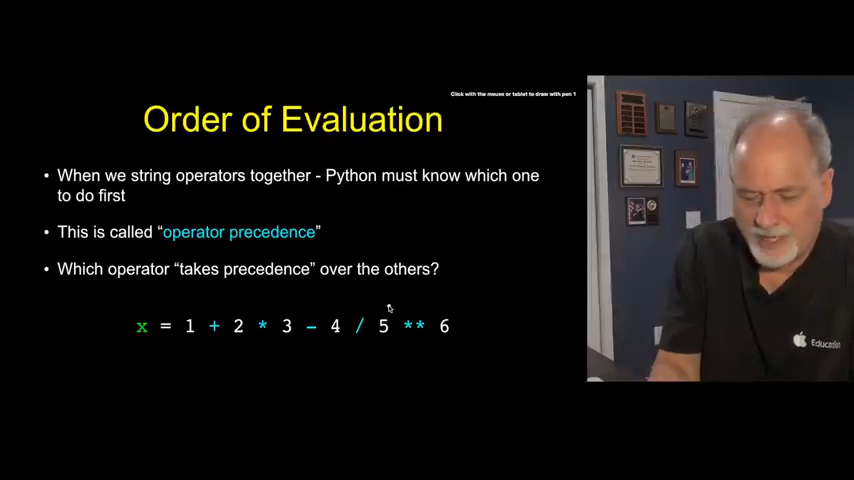 Click with the mouse or tablet to draw with pen 1
Order of Evaluation
• When we string operators together - Python must know which one
to do first
• This is called “operator precedence”
• Which operator “takes precedence” over the others?
x = 1 + 2 * 3 - 4 / 5 ** 6
Education